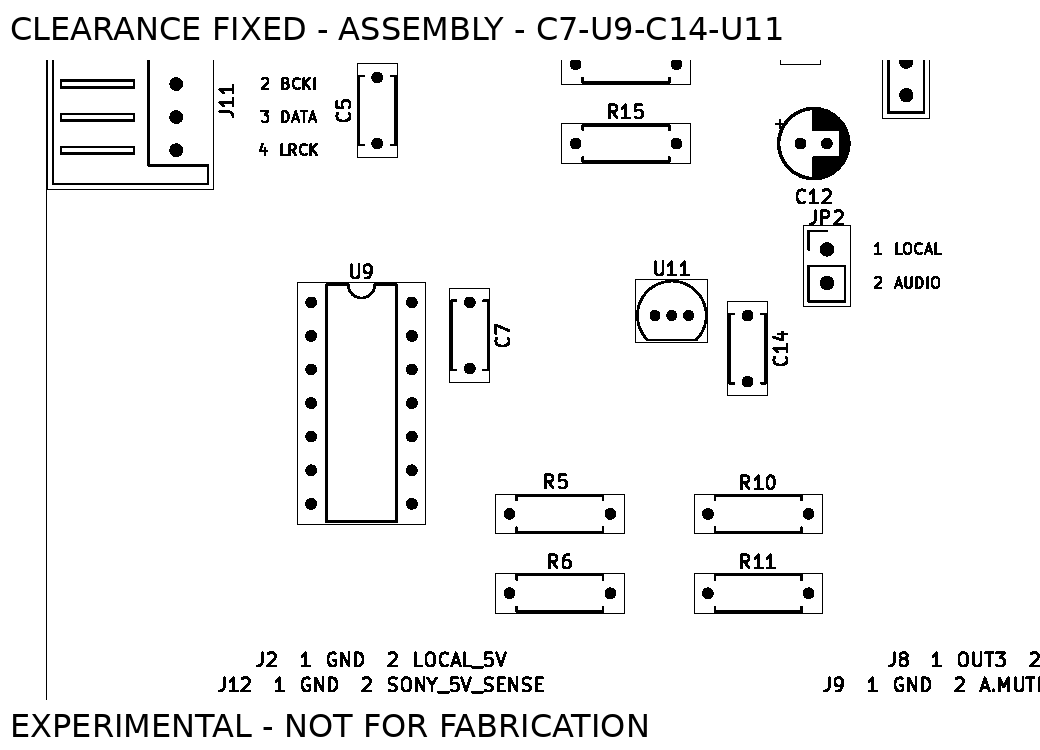 CLEARANCE FIXED - ASSEMBLY - C7-U9-C14-U11
J11
2 BCKI
3 DATA
4 LRCK
C5
R15
+
C12
JP2
1 LOCAL
2 AUDIO
U9
C7
U11
C14
R5
R10
R6
R11
J2 1 GND 2 LOCAL_5V
J8 1 OUT3 2
J12 1 GND 2 SONY_5V_SENSE
J9 1 GND 2 A.MUT
EXPERIMENTAL - NOT FOR FABRICATION